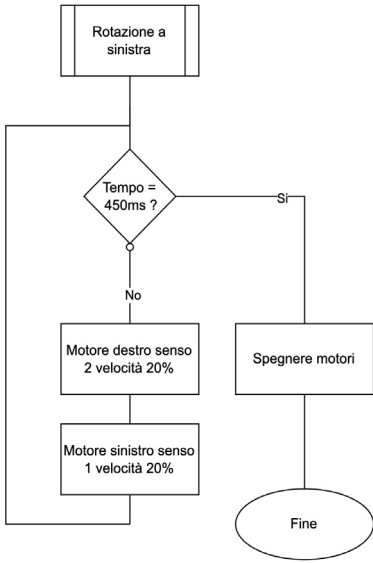 Rotazione a
sinistra
Tempo =
450ms ?
Si
No
Motore destro senso
2 velocità 20%
Spegnere motori
Motore sinistro senso
1 velocità 20%
Fine